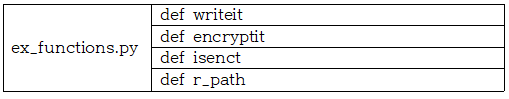 ex_functions.py
def writeit
def encryptit
def isenct
def r_path